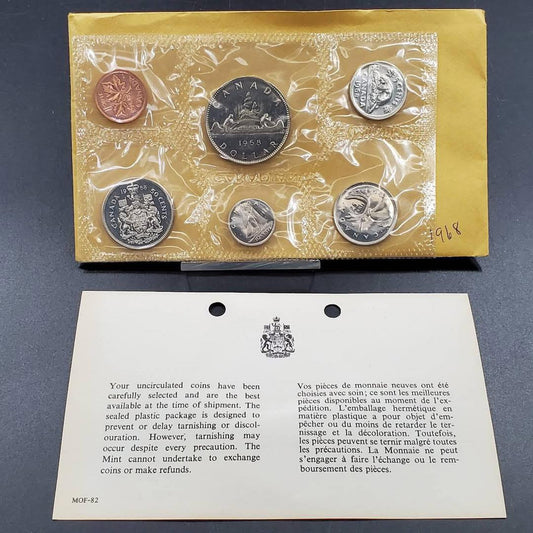 CANADA
1968
DOLLAR
5 CENTS
CANADA 1968 50 CENTS
1968
Your uncirculated coins have been
carefully selected and are the best
available at the time of shipment. The
sealed plastic package is designed to
prevent or delay tarnishing or discol-
ouration. However, tarnishing may
occur despite every precaution. The
Mint cannot undertake to exchange
coins or make refunds.
MOF-82
Vos pièces de monnaie neuves ont été
choisies avec soin; ce sont les meilleures
pièces disponibles au moment de l'ex-
pédition. L'emballage hermétique en
matière plastique a pour objet d'em-
pêcher ou du moins de retarder le ter-
nissage et la décoloration. Toutefois,
les pièces peuvent se ternir malgré toutes
les précautions. La Monnaie ne peut
s'engager à faire l'échange ou le rem-
boursement des pièces.